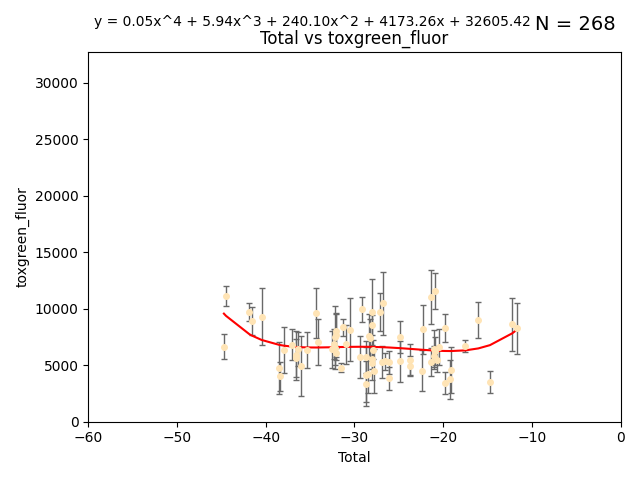 y = 0.05x^4 + 5.94x^3 + 240.10x^2 + 4173.26x + 32605.42 N = 268
Total vs toxgreen_fluor
30000
25000
20000
15000
10000
5000
0
toxgreen_fluor
−60 −50 −40 −30 −20 −10 0
Total